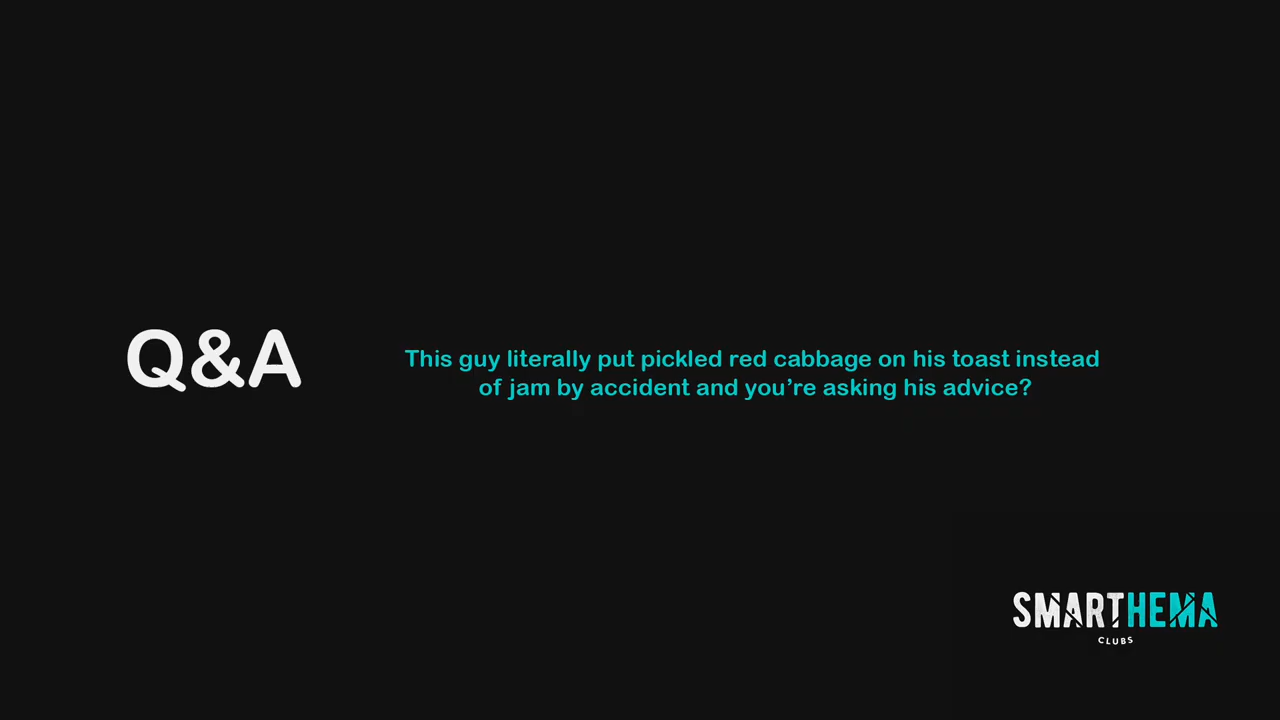 Q&A
This guy literally put pickled red cabbage on his toast instead
of jam by accident and you’re asking his advice?
SMARTHEMA
CLUBS